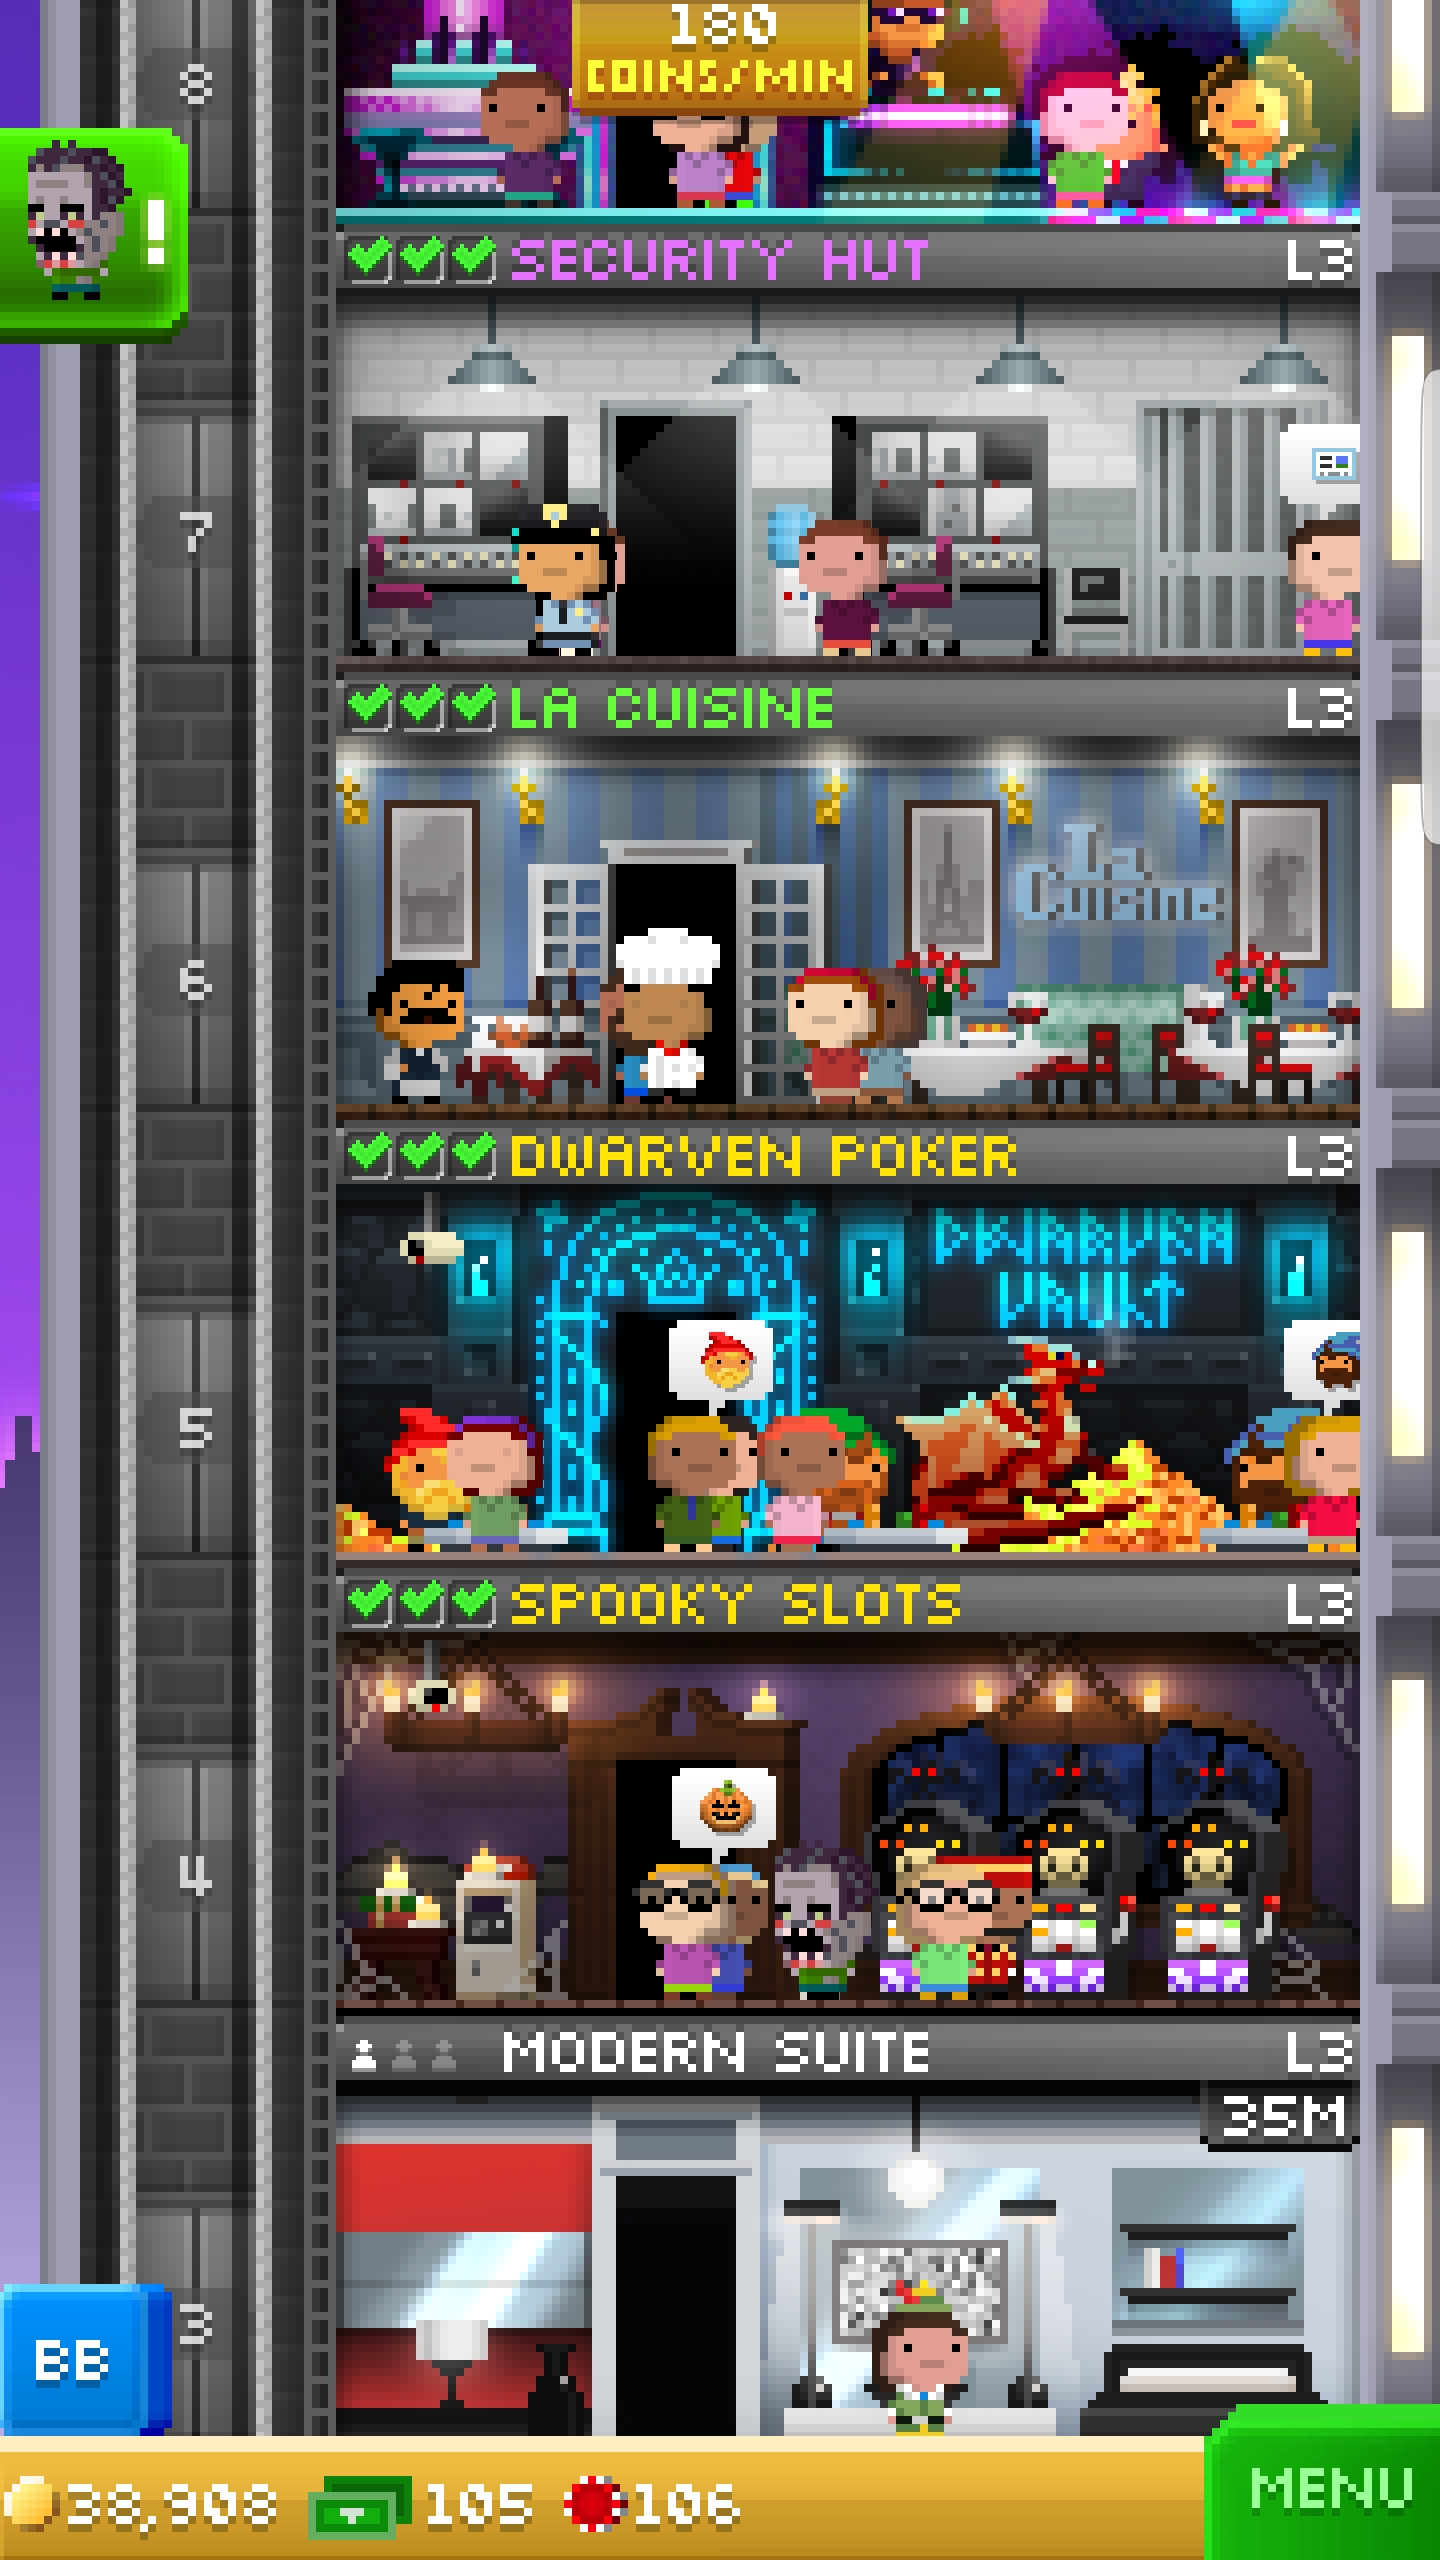 180
COINS/MIN
8
!
SECURITY HUT L3
7
LA CUISINE L3
La
Cuisine
6
DWARVEN POKER L3
DWARVEN
VAULT
5
SPOOKY SLOTS L3
4
MODERN SUITE L3
35M
3
BB
38,908 105 106
MENU